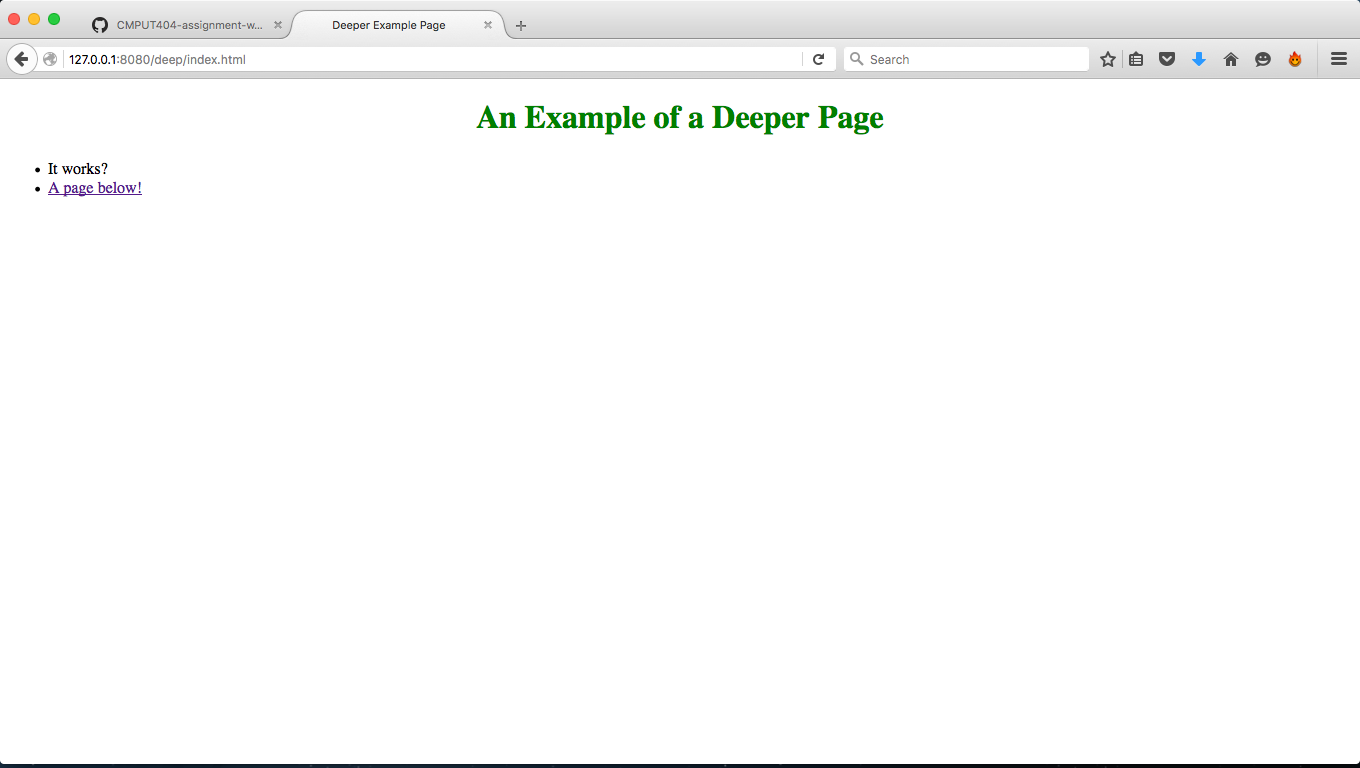 CMPUT404-assignment-w...
Deeper Example Page
127.0.0.1:8080/deep/index.html
Search
An Example of a Deeper Page
It works?
A page below!